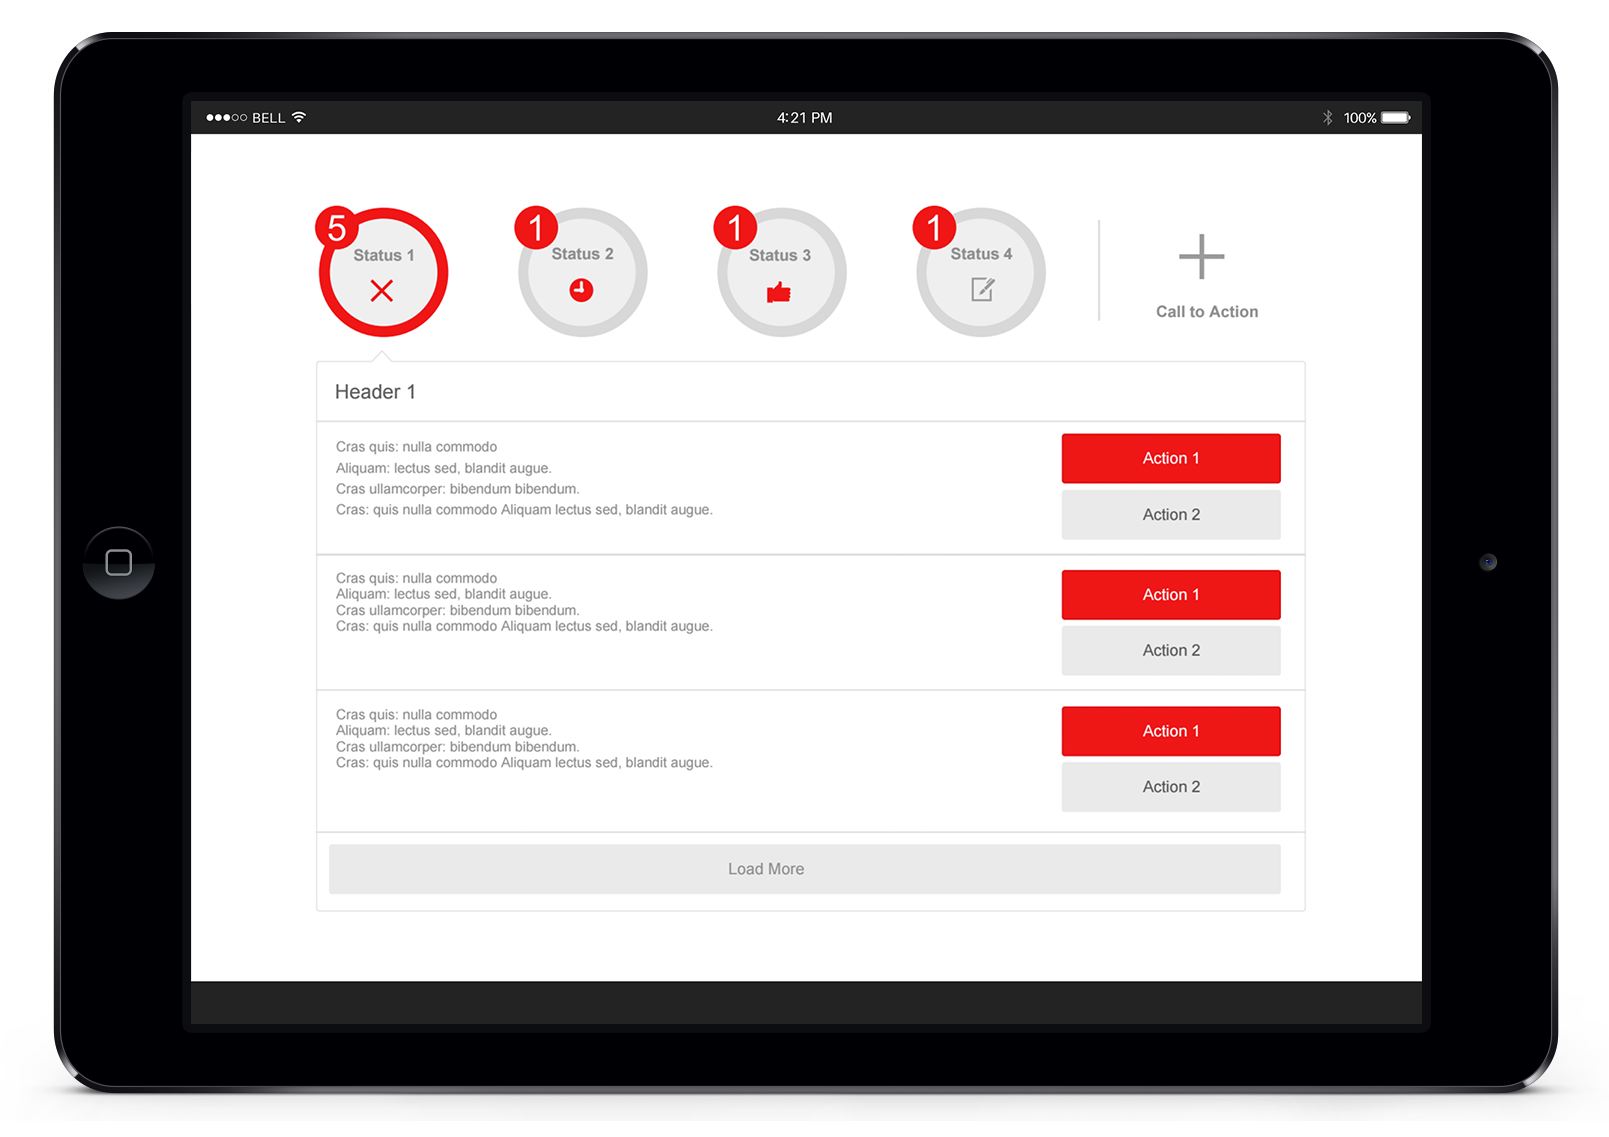 BELL
4:21 PM
100%
5
Status 1
1
Status 2
1
Status 3
1
Status 4
Call to Action
Header 1
Cras quis: nulla commodo
Aliquam: lectus sed, blandit augue.
Cras ullamcorper: bibendum bibendum.
Cras: quis nulla commodo Aliquam lectus sed, blandit augue.
Action 1
Action 2
Cras quis: nulla commodo
Aliquam: lectus sed, blandit augue.
Cras ullamcorper: bibendum bibendum.
Cras: quis nulla commodo Aliquam lectus sed, blandit augue.
Action 1
Action 2
Cras quis: nulla commodo
Aliquam: lectus sed, blandit augue.
Cras ullamcorper: bibendum bibendum.
Cras: quis nulla commodo Aliquam lectus sed, blandit augue.
Action 1
Action 2
Load More